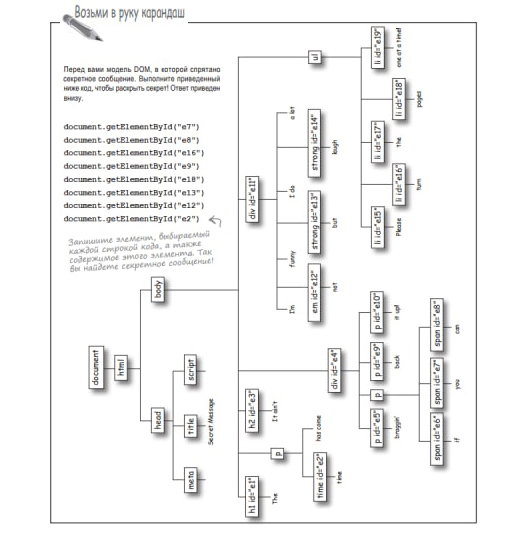 Возьми в руку карандаш
Перед вами модель DOM, в которой спрятано
секретное сообщение. Выполните приведенный
ниже код, чтобы раскрыть секрет! Ответ приведен
внизу.
document.getElementById("e7")
document.getElementById("e8")
document.getElementById("e16")
document.getElementById("e9")
document.getElementById("e18")
document.getElementById("e13")
document.getElementById("e12")
document.getElementById("e2")
Запишите элемент, выбираемый
каждой строкой кода, а также
содержимое этого элемента. Так
вы найдете секретное сообщение!
document
html
head
body
meta
title
script
Secret Message
h1 id="e1"
The
p
time id="e2"
time
has come
h2 id="e3"
It ain't
div id="e4"
p id="e5"
braggin'
p
span id="e6"
if
span id="e7"
you
span id="e8"
can
p id="e9"
back
p id="e10"
it up!
div id="e11"
I'm
em id="e12"
not
funny
strong id="e13"
but
I do
strong id="e14"
laugh
a lot
ul
li id="e15"
Please
li id="e16"
turn
li id="e17"
the
li id="e18"
pages
li id="e19"
one at a time!